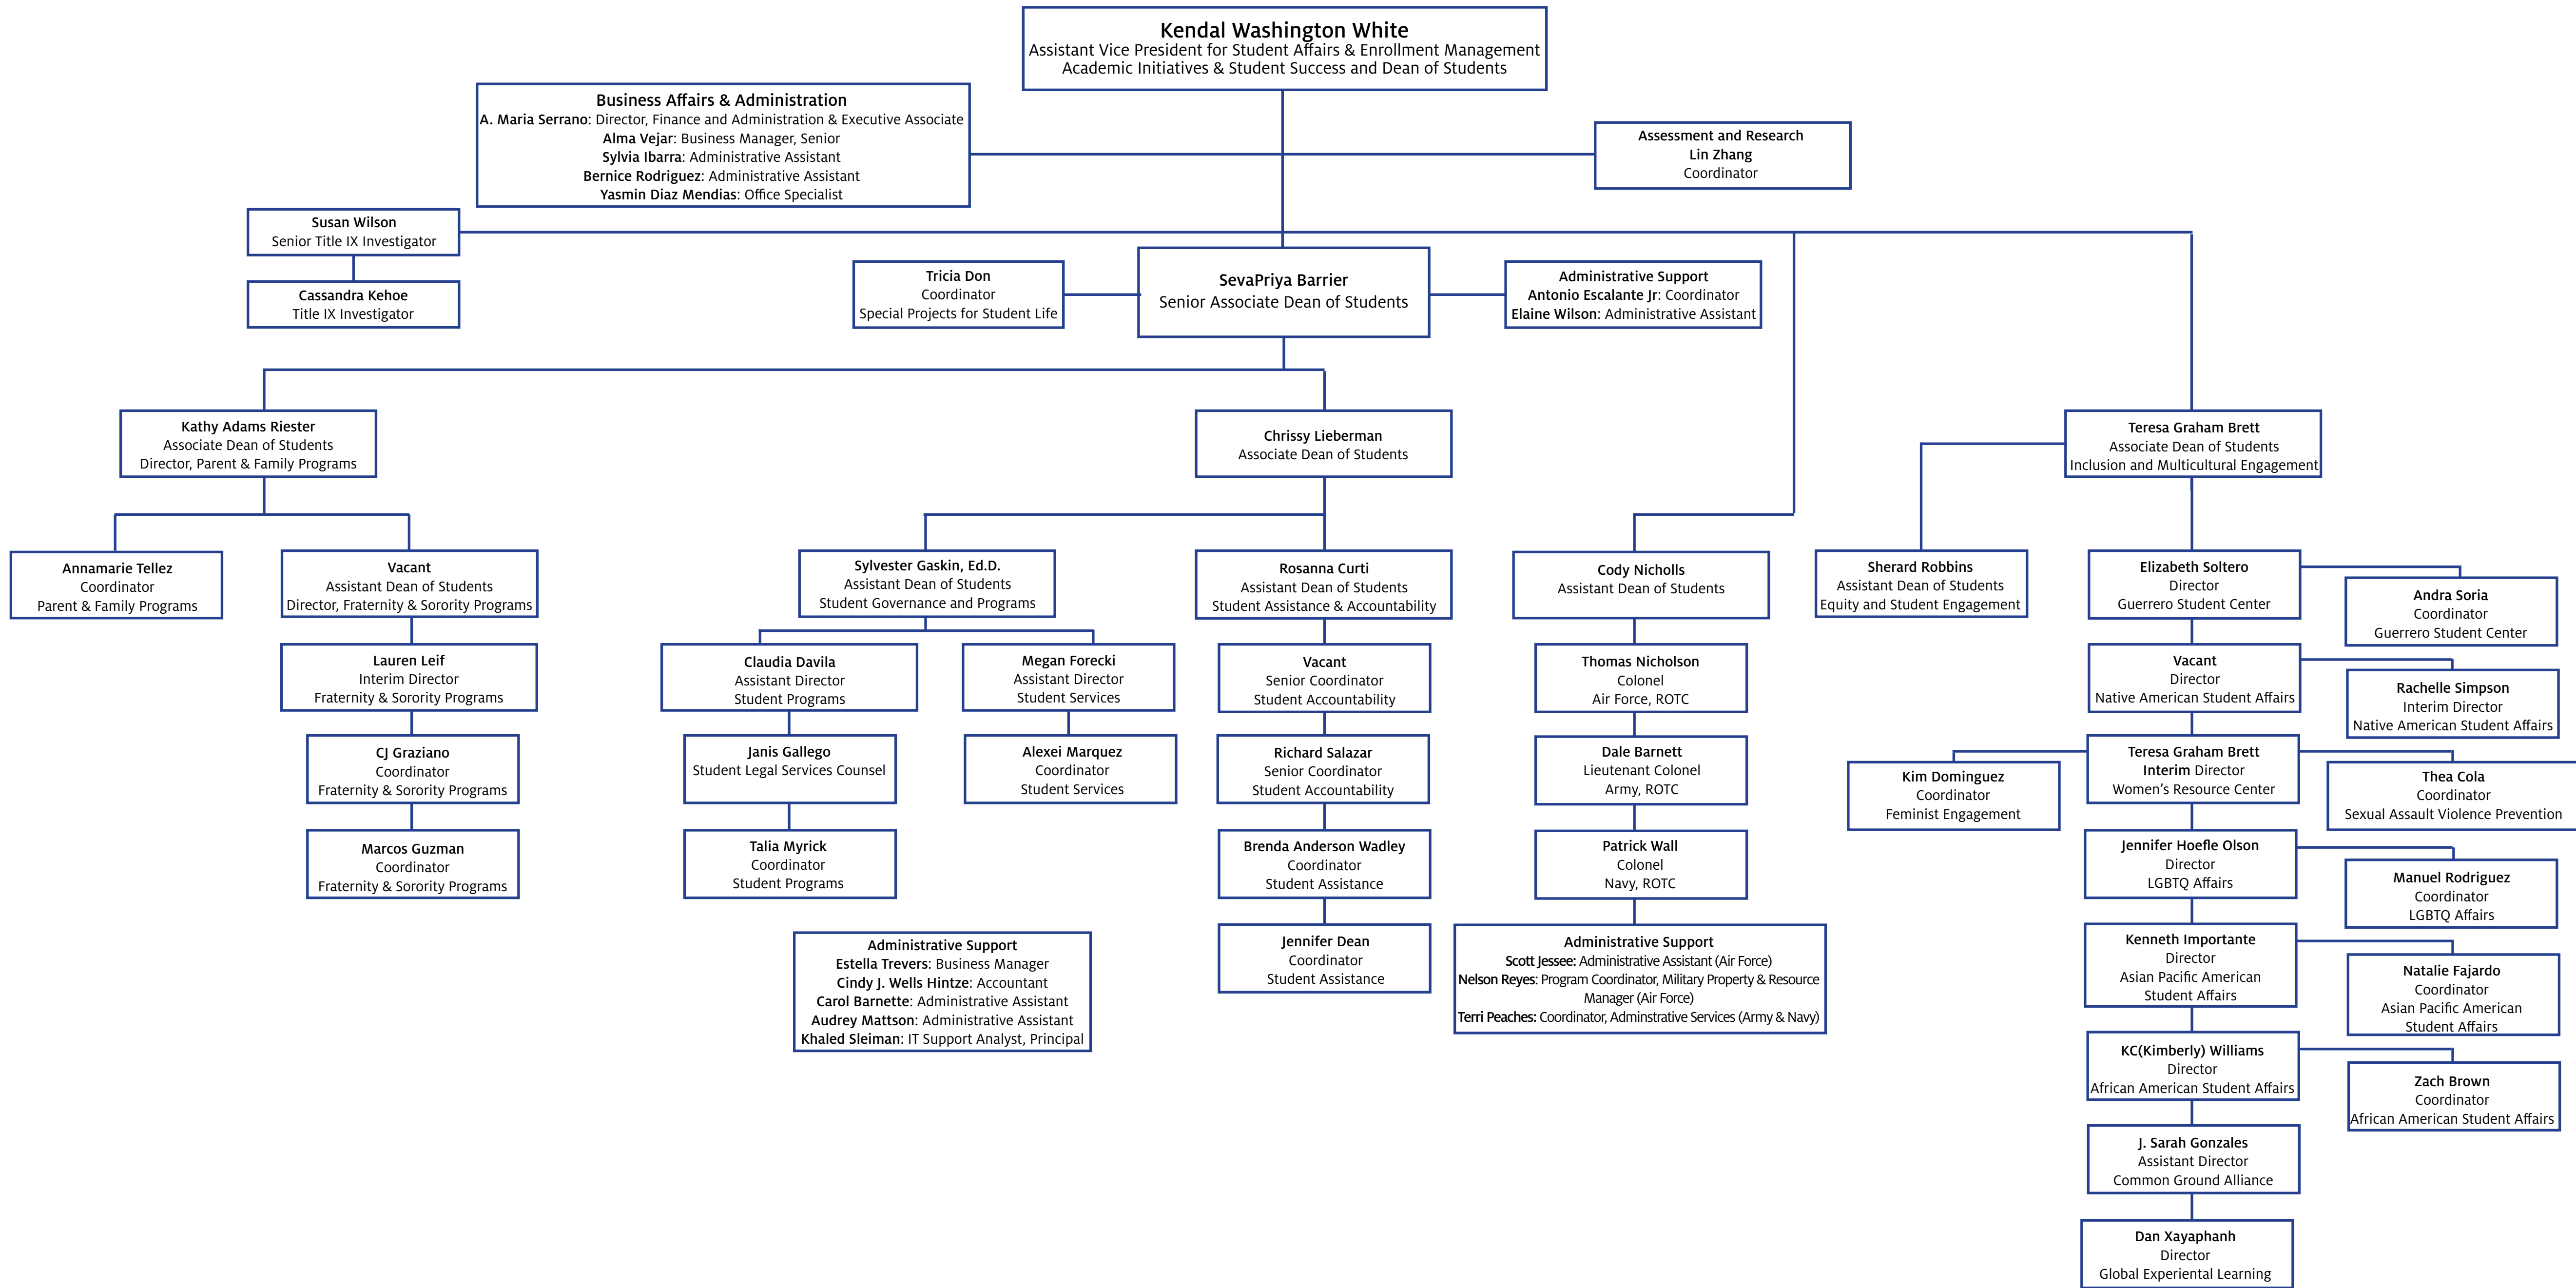 Kendal Washington White
Assistant Vice President for Student Affairs & Enrollment Management
Academic Initiatives & Student Success and Dean of Students
Business Affairs & Administration
A. Maria Serrano: Director, Finance and Administration & Executive Associate
Alma Vejar: Business Manager, Senior
Sylvia Ibarra: Administrative Assistant
Bernice Rodriguez: Administrative Assistant
Yasmin Diaz Mendias: Office Specialist
Assessment and Research
Lin Zhang
Coordinator
Susan Wilson
Senior Title IX Investigator
Cassandra Kehoe
Title IX Investigator
Tricia Don
Coordinator
Special Projects for Student Life
SevaPriya Barrier
Senior Associate Dean of Students
Administrative Support
Antonio Escalante Jr: Coordinator
Elaine Wilson: Administrative Assistant
Kathy Adams Riester
Associate Dean of Students
Director, Parent & Family Programs
Chrissy Lieberman
Associate Dean of Students
Teresa Graham Brett
Associate Dean of Students
Inclusion and Multicultural Engagement
Annamarie Tellez
Coordinator
Parent & Family Programs
Vacant
Assistant Dean of Students
Director, Fraternity & Sorority Programs
Lauren Leif
Interim Director
Fraternity & Sorority Programs
CJ Graziano
Coordinator
Fraternity & Sorority Programs
Marcos Guzman
Coordinator
Fraternity & Sorority Programs
Sylvester Gaskin, Ed.D.
Assistant Dean of Students
Student Governance and Programs
Claudia Davila
Assistant Director
Student Programs
Janis Gallego
Student Legal Services Counsel
Talia Myrick
Coordinator
Student Programs
Megan Forecki
Assistant Director
Student Services
Alexei Marquez
Coordinator
Student Services
Administrative Support
Estella Trevers: Business Manager
Cindy J. Wells Hintze: Accountant
Carol Barnette: Administrative Assistant
Audrey Mattson: Administrative Assistant
Khaled Sleiman: IT Support Analyst, Principal
Rosanna Curti
Assistant Dean of Students
Student Assistance & Accountability
Vacant
Senior Coordinator
Student Accountability
Richard Salazar
Senior Coordinator
Student Accountability
Brenda Anderson Wadley
Coordinator
Student Assistance
Jennifer Dean
Coordinator
Student Assistance
Cody Nicholls
Assistant Dean of Students
Thomas Nicholson
Colonel
Air Force, ROTC
Dale Barnett
Lieutenant Colonel
Army, ROTC
Patrick Wall
Colonel
Navy, ROTC
Administrative Support
Scott Jessee: Administrative Assistant (Air Force)
Nelson Reyes: Program Coordinator, Military Property & Resource
Manager (Air Force)
Terri Peaches: Coordinator, Adminstrative Services (Army & Navy)
Sherard Robbins
Assistant Dean of Students
Equity and Student Engagement
Elizabeth Soltero
Director
Guerrero Student Center
Andra Soria
Coordinator
Guerrero Student Center
Vacant
Director
Native American Student Affairs
Rachelle Simpson
Interim Director
Native American Student Affairs
Kim Dominguez
Coordinator
Feminist Engagement
Teresa Graham Brett
Interim Director
Women's Resource Center
Thea Cola
Coordinator
Sexual Assault Violence Prevention
Jennifer Hoefle Olson
Director
LGBTQ Affairs
Manuel Rodriguez
Coordinator
LGBTQ Affairs
Kenneth Importante
Director
Asian Pacific American
Student Affairs
Natalie Fajardo
Coordinator
Asian Pacific American
Student Affairs
KC(Kimberly) Williams
Director
African American Student Affairs
Zach Brown
Coordinator
African American Student Affairs
J. Sarah Gonzales
Assistant Director
Common Ground Alliance
Dan Xayaphanh
Director
Global Experiental Learning